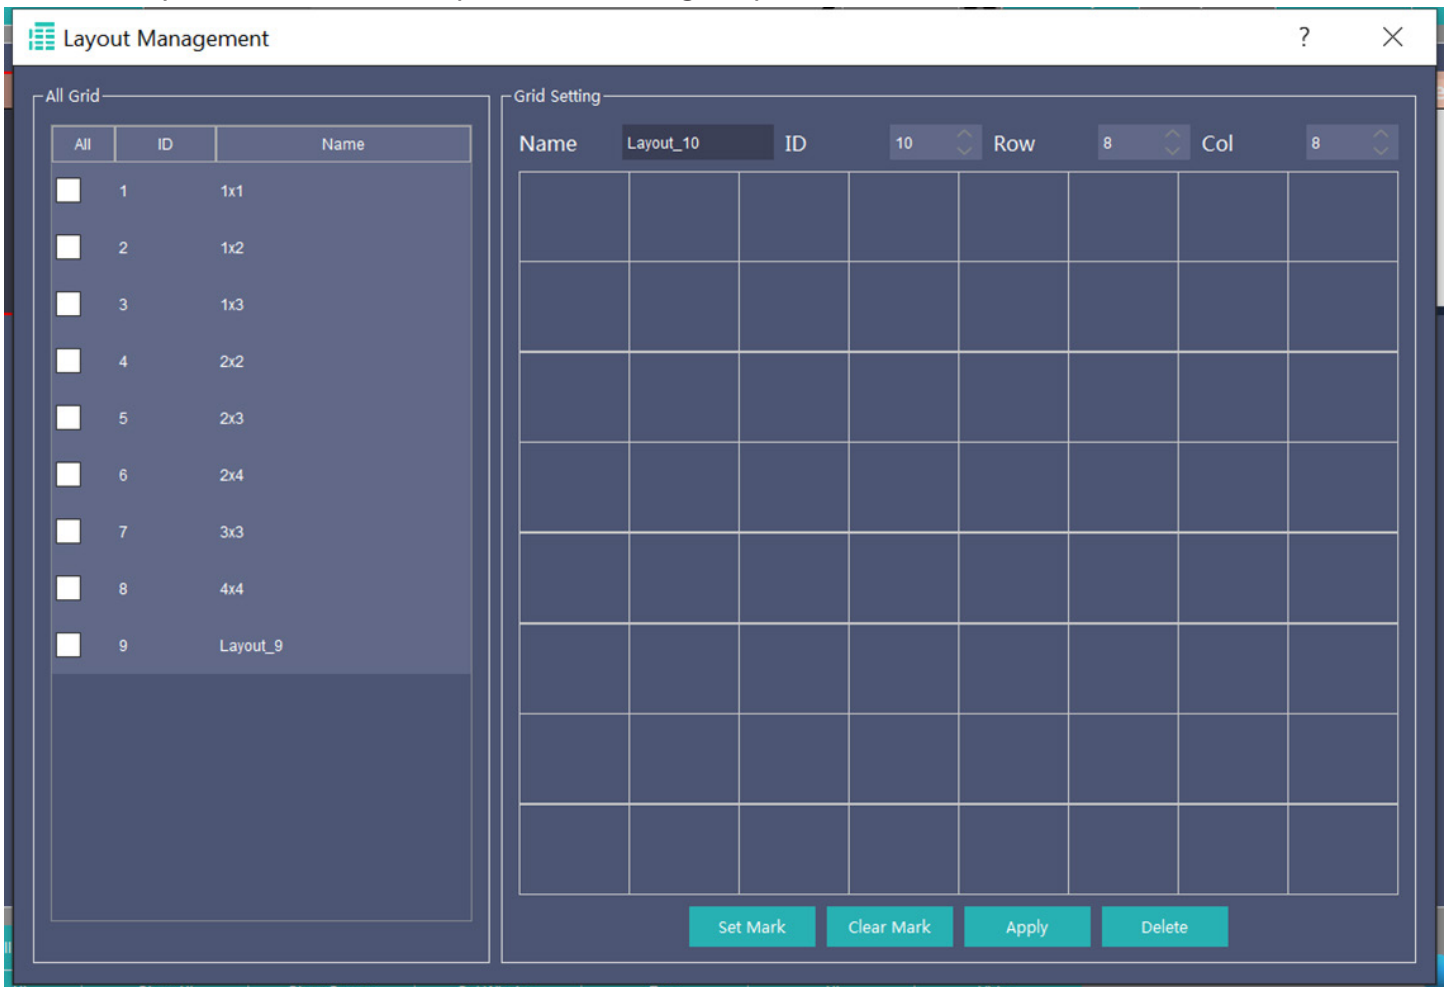 Layout Management ?
All Grid
All ID Name
1 1x1
2 1x2
3 1x3
4 2x2
5 2x3
6 2x4
7 3x3
8 4x4
9 Layout_9
Grid Setting
Name Layout_10 ID 10 Row 8 Col 8
Set Mark Clear Mark Apply Delete